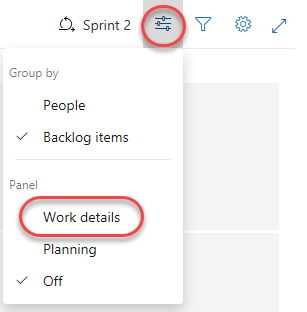 Sprint 2
Group by
People
Backlog items
Panel
Work details
Planning
Off